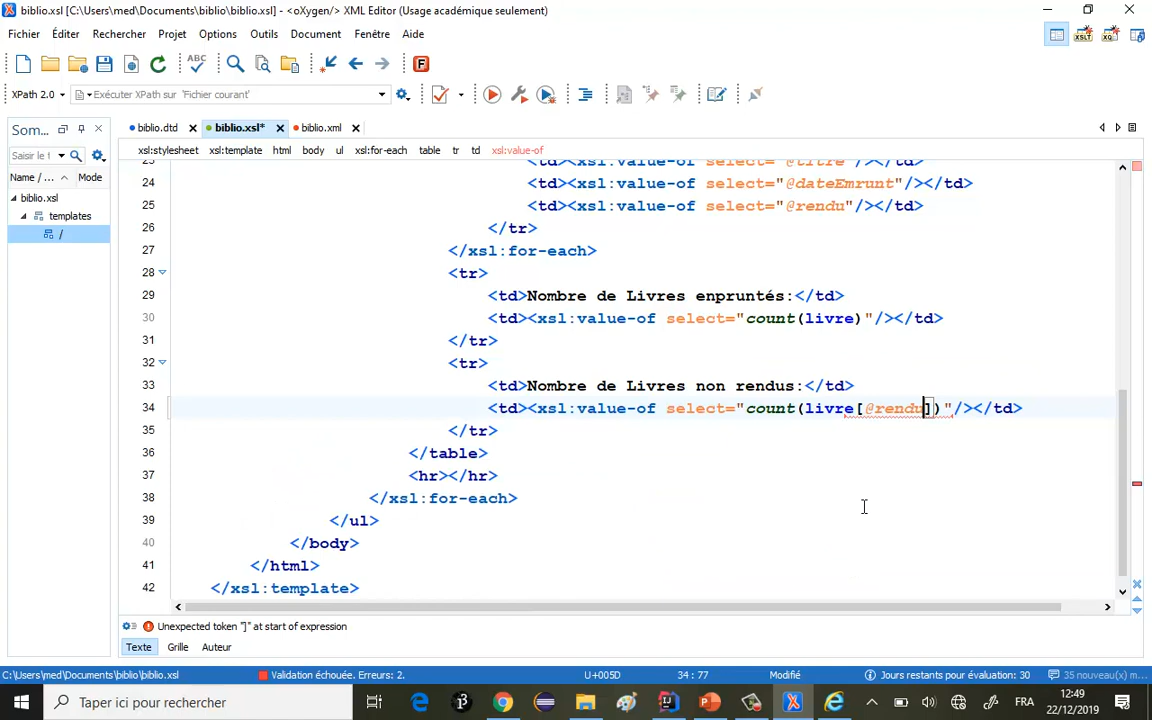 biblio.xsl [C:\Users\med\Documents\biblio\biblio.xsl] - <oXygen/> XML Editor (Usage académique seulement)
Fichier Éditer Rechercher Projet Options Outils Document Fenêtre Aide
XPath 2.0 Exécuter XPath sur 'Fichier courant'
Som...
biblio.dtd biblio.xsl* biblio.xml
xsl:stylesheet xsl:template html body ul xsl:for-each table tr td xsl:value-of
Saisir le t
Name / ... Mode
biblio.xsl
templates
/
23 <td><xsl:value-of select="@titre"/></td>
24 <td><xsl:value-of select="@dateEmrunt"/></td>
25 <td><xsl:value-of select="@rendu"/></td>
26 </tr>
27 </xsl:for-each>
28 <tr>
29 <td>Nombre de Livres enpruntés:</td>
30 <td><xsl:value-of select="count(livre)"/></td>
31 </tr>
32 <tr>
33 <td>Nombre de Livres non rendus:</td>
34 <td><xsl:value-of select="count(livre[@rendu])"/></td>
35 </tr>
36 </table>
37 <hr></hr>
38 </xsl:for-each>
39 </ul>
40 </body>
41 </html>
42 </xsl:template>
Unexpected token "]" at start of expression
Texte Grille Auteur
C:\Users\med\Documents\biblio\biblio.xsl Validation échouée. Erreurs: 2. U+005D 34 : 77 Modifié Jours restants pour évaluation: 30 35 nouveau(x) m...
Taper ici pour rechercher
FRA
12:49
22/12/2019